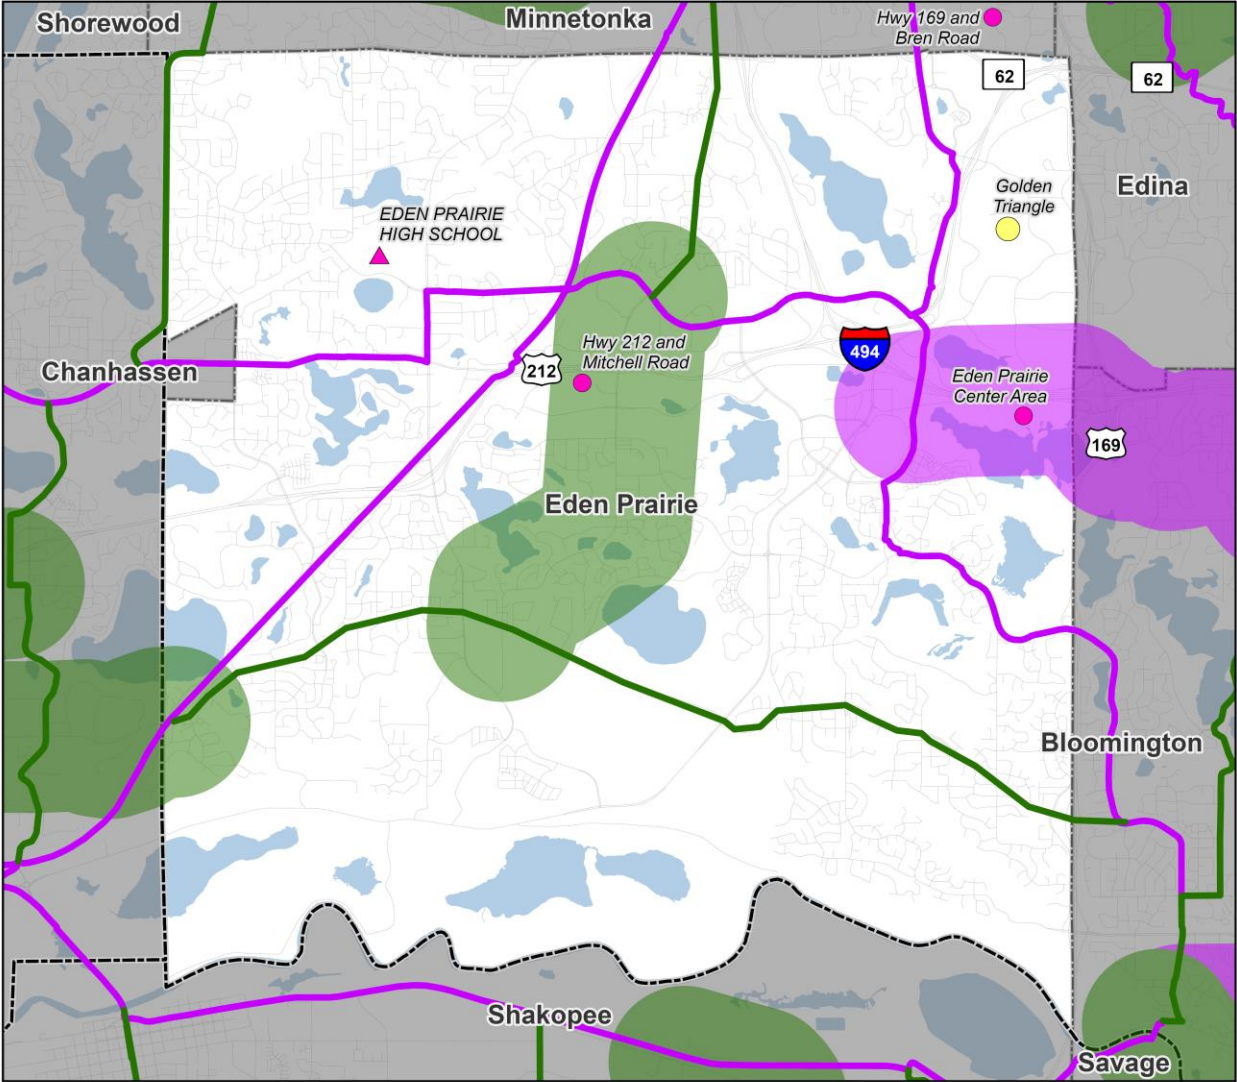 Shorewood
Minnetonka
Hwy 169 and
Bren Road
62
62
Edina
Golden
Triangle
EDEN PRAIRIE
HIGH SCHOOL
Hwy 212 and
Mitchell Road
212
494
Chanhassen
Eden Prairie
Center Area
169
Eden Prairie
Bloomington
Shakopee
Savage